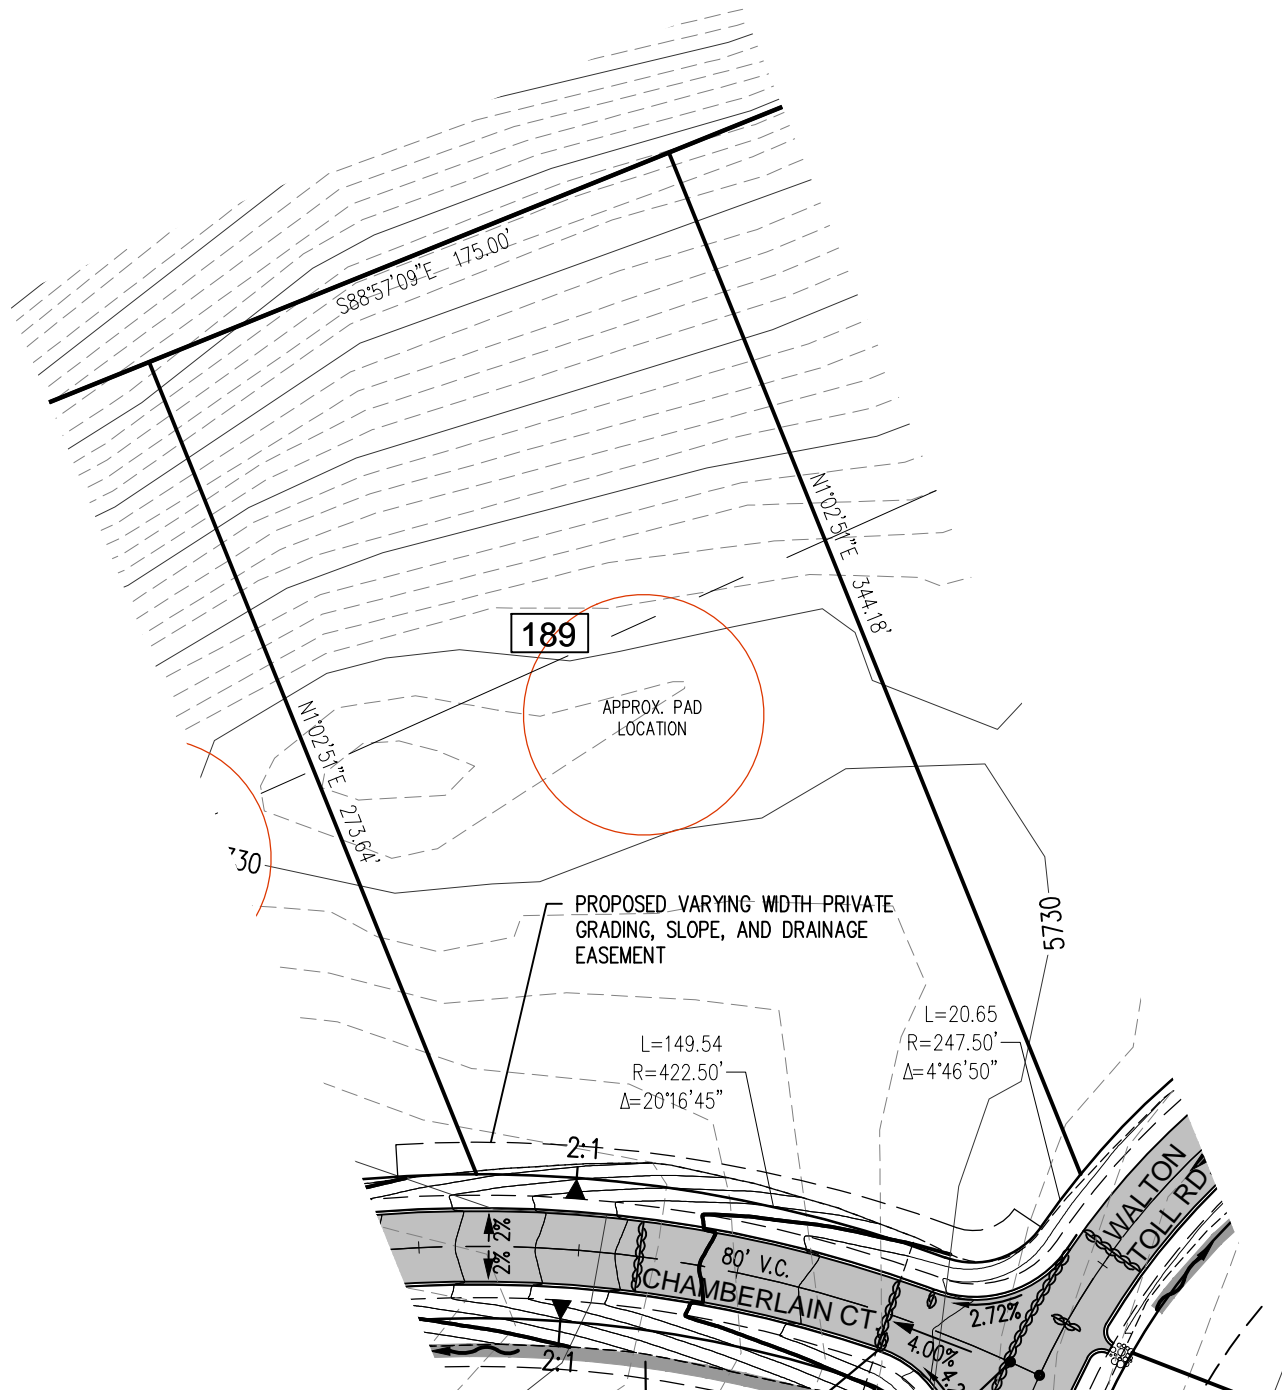 S88°57'09"E 175.00'
N1°02'51"E 344.18'
189
APPROX. PAD
LOCATION
N1°02'51"E 273.64'
'30
PROPOSED VARYING WIDTH PRIVATE
GRADING, SLOPE, AND DRAINAGE
EASEMENT
5730
L=20.65
R=247.50'
Δ=4°46'50"
L=149.54
R=422.50'
Δ=20°16'45"
2:1
WALTON
TOLL RD
2% 2%
80' V.C.
CHAMBERLAIN CT.
2.72%
4.00%
2:1